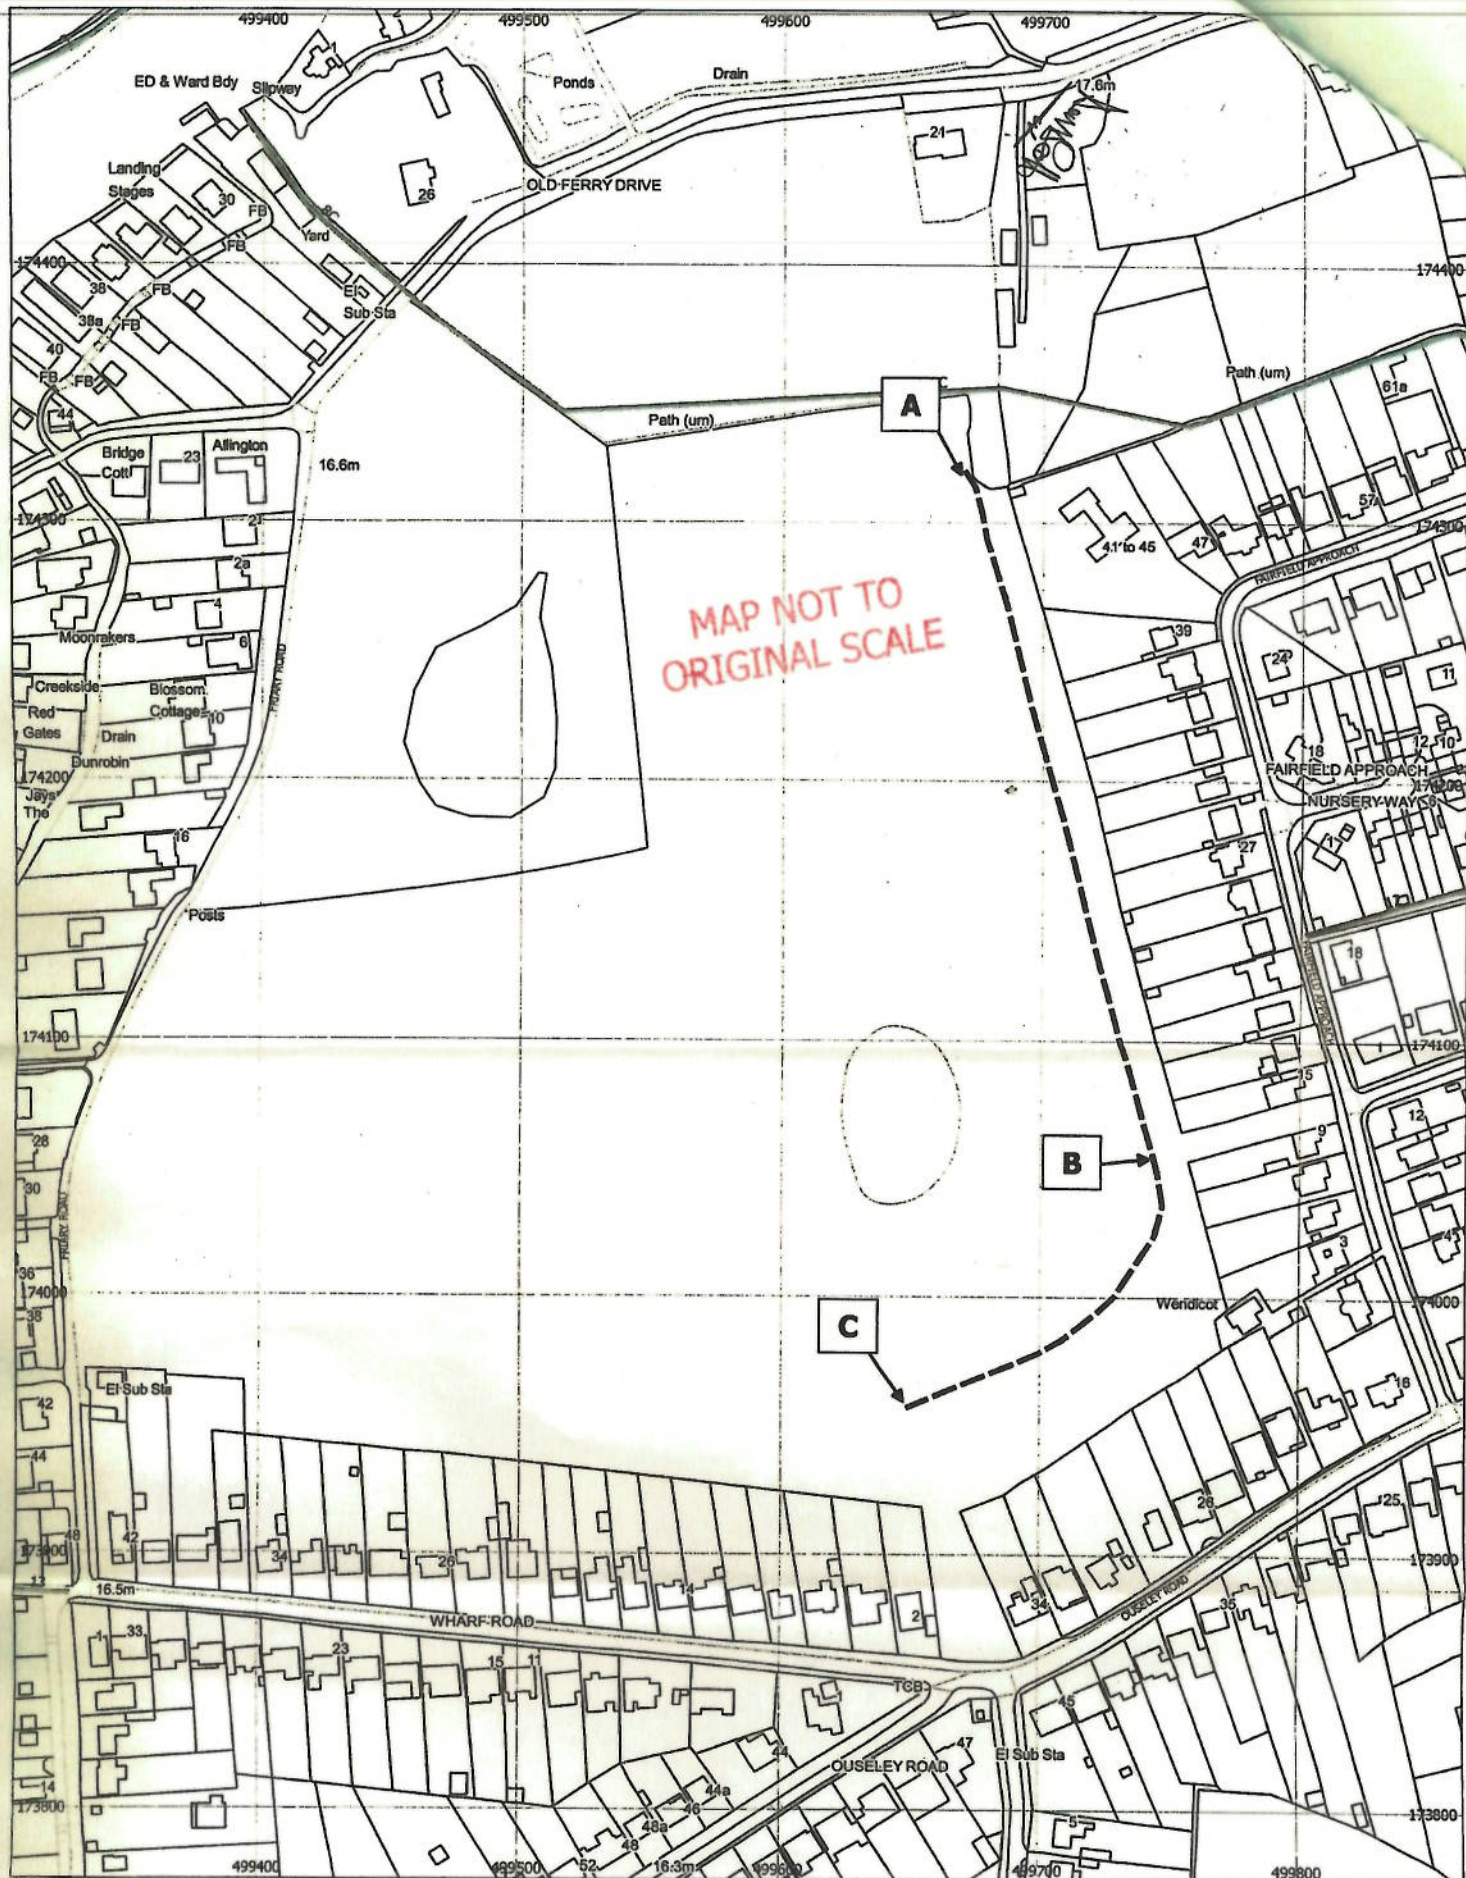 499400
499500
499600
499700
ED & Ward Bdy
Slipway
Ponds
Drain
17.6m
21
Landing
Stages
30
FB
26
OLD FERRY DRIVE
FB
Yard
174400
174400
38
FB
El
Sub Sta
38a
FB
40
FB
FB
Path (um)
61a
A
44
Path (um)
Bridge
Cott
23
Allington
16.6m
57
174300
2
174300
41 to 45
47
FAIRFIELD APPROACH
2a
4
MAP NOT TO
ORIGINAL SCALE
Moonrakers
6
39
FRIARY ROAD
24
11
Creekside
Blossom
Cottage
10
Red
Gates
Drain
Dunrobin
18
12
10
FAIRFIELD APPROACH
174200
174200
Jays
The
NURSERY WAY
6
1
16
27
Posts
18
FAIRFIELD APPROACH
174100
174100
15
28
12
9
B
30
FRIARY ROAD
3
4
36
174000
Wendicot
174000
38
C
El Sub Sta
16
42
44
28
25
48
42
34
26
173900
173900
13
16.5m
14
34
OUSELEY ROAD
35
WHARF ROAD
2
1
33
23
15
11
TCB
45
44
47
El Sub Sta
OUSELEY ROAD
14
44a
46
173800
173800
48a
48
5
52
16.3m
499400
499500
499600
499700
499800